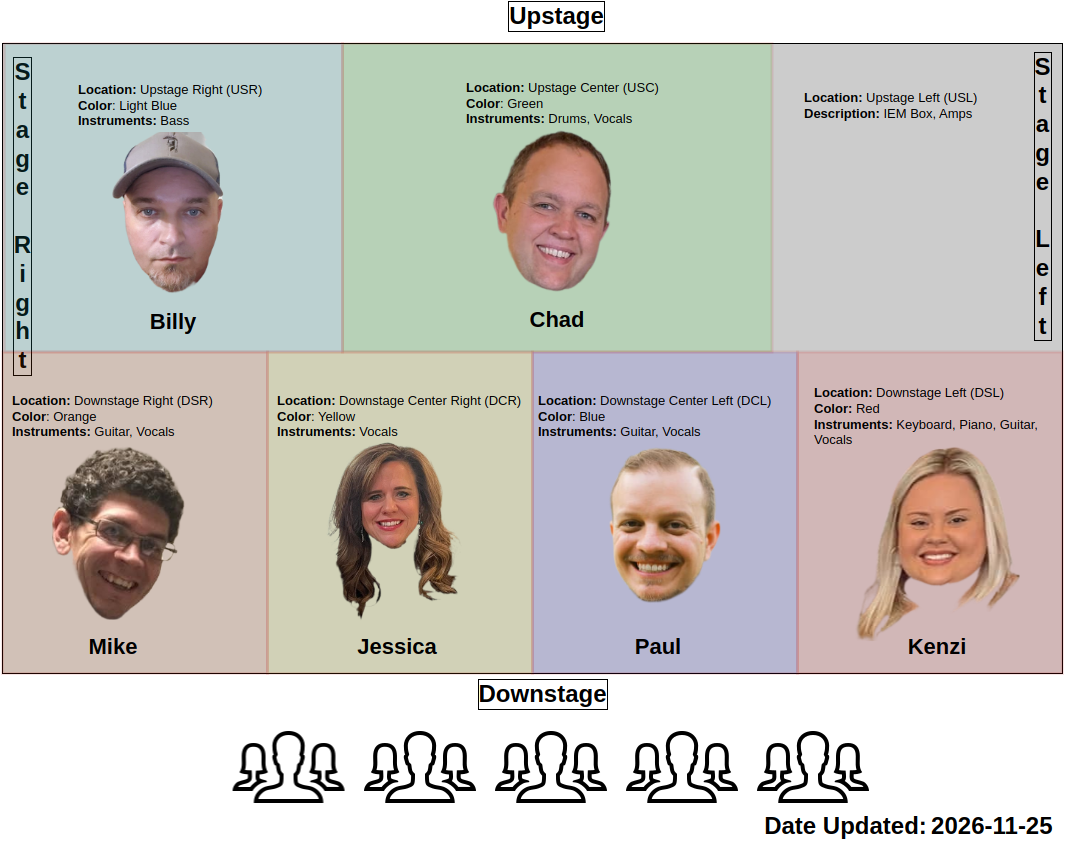 Upstage
Stage Right
Location: Upstage Right (USR)
Color: Light Blue
Instruments: Bass
Billy
Location: Upstage Center (USC)
Color: Green
Instruments: Drums, Vocals
Chad
Location: Upstage Left (USL)
Description: IEM Box, Amps
Stage Left
Location: Downstage Right (DSR)
Color: Orange
Instruments: Guitar, Vocals
Mike
Location: Downstage Center Right (DCR)
Color: Yellow
Instruments: Vocals
Jessica
Location: Downstage Center Left (DCL)
Color: Blue
Instruments: Guitar, Vocals
Paul
Location: Downstage Left (DSL)
Color: Red
Instruments: Keyboard, Piano, Guitar,
Vocals
Kenzi
Downstage
Date Updated: 2026-11-25